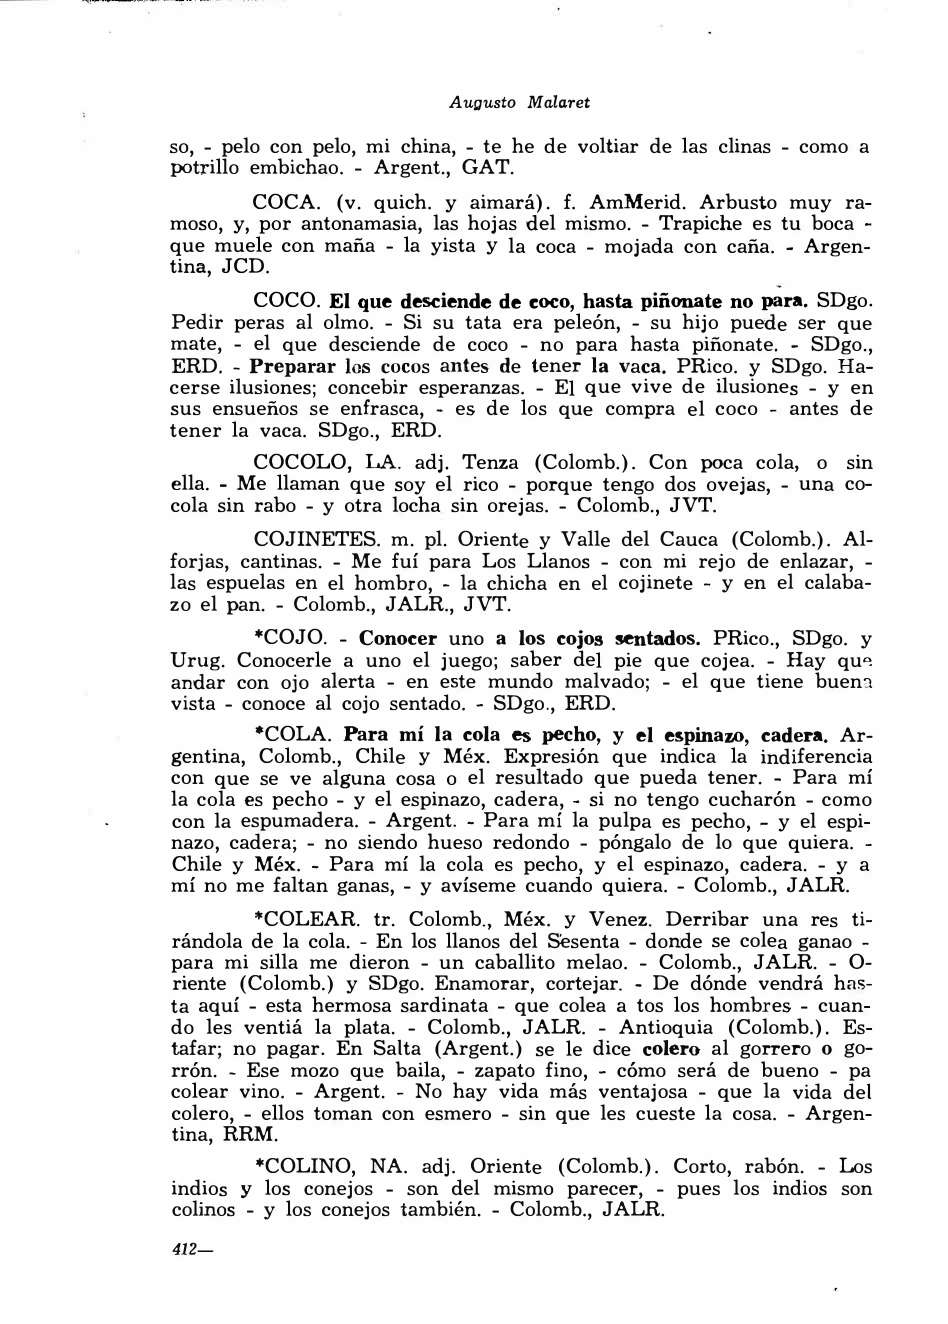 Augusto Malaret
so, - pelo con pelo, mi china, - te he de voltiar de las clinas - como a
potrillo embichao. - Argent., GAT.
COCA. (v. quich. y aimará). f. AmMerid. Arbusto muy ra-
moso, y, por antonamasia, las hojas del mismo. - Trapiche es tu boca -
que muele con maña - la yista y la coca - mojada con caña. - Argen-
tina, JCD.
COCO. El que desciende de coco, hasta piñonate no para. SDgo.
Pedir peras al olmo. - Si su tata era peleón, - su hijo puede ser que
mate, - el que desciende de coco - no para hasta piñonate. - SDgo.,
ERD. - Preparar los cocos antes de tener la vaca. PRico. y SDgo. Ha-
cerse ilusiones; concebir esperanzas. - El que vive de ilusiones - y en
sus ensueños se enfrasca, - es de los que compra el coco - antes de
tener la vaca. SDgo., ERD.
COCOLO, LA. adj. Tenza (Colomb.). Con poca cola, o sin
ella. - Me llaman que soy el rico - porque tengo dos ovejas, - una co-
cola sin rabo - y otra locha sin orejas. - Colomb., JVT.
COJINETES. m. pl. Oriente y Valle del Cauca (Colomb.). Al-
forjas, cantinas. - Me fuí para Los Llanos - con mi rejo de enlazar, -
las espuelas en el hombro, - la chicha en el cojinete - y en el calaba-
zo el pan. - Colomb., JALR., JVT.
*COJO. - Conocer uno a los cojos sentados. PRico., SDgo. y
Urug. Conocerle a uno el juego; saber del pie que cojea. - Hay que
andar con ojo alerta - en este mundo malvado; - el que tiene buena
vista - conoce al cojo sentado. - SDgo., ERD.
*COLA. Para mí la cola es pecho, y el espinazo, cadera. Ar-
gentina, Colomb., Chile y Méx. Expresión que indica la indiferencia
con que se ve alguna cosa o el resultado que pueda tener. - Para mí
la cola es pecho - y el espinazo, cadera, - si no tengo cucharón - como
con la espumadera. - Argent. - Para mí la pulpa es pecho, - y el espi-
nazo, cadera; - no siendo hueso redondo - póngalo de lo que quiera. -
Chile y Méx. - Para mí la cola es pecho, y el espinazo, cadera. - y a
mí no me faltan ganas, - y avíseme cuando quiera. - Colomb., JALR.
*COLEAR. tr. Colomb., Méx. y Venez. Derribar una res ti-
rándola de la cola. - En los llanos del Sesenta - donde se colea ganao -
para mi silla me dieron - un caballito melao. - Colomb., JALR. - O-
riente (Colomb.) y SDgo. Enamorar, cortejar. - De dónde vendrá has-
ta aquí - esta hermosa sardinata - que colea a tos los hombres - cuan-
do les ventiá la plata. - Colomb., JALR. - Antioquia (Colomb.). Es-
tafar; no pagar. En Salta (Argent.) se le dice colero al gorrero o go-
rrón. - Ese mozo que baila, - zapato fino, - cómo será de bueno - pa
colear vino. - Argent. - No hay vida más ventajosa - que la vida del
colero, - ellos toman con esmero - sin que les cueste la cosa. - Argen-
tina, RRM.
*COLINO, NA. adj. Oriente (Colomb.). Corto, rabón. - Los
indios y los conejos - son del mismo parecer, - pues los indios son
colinos - y los conejos también. - Colomb., JALR.
412—